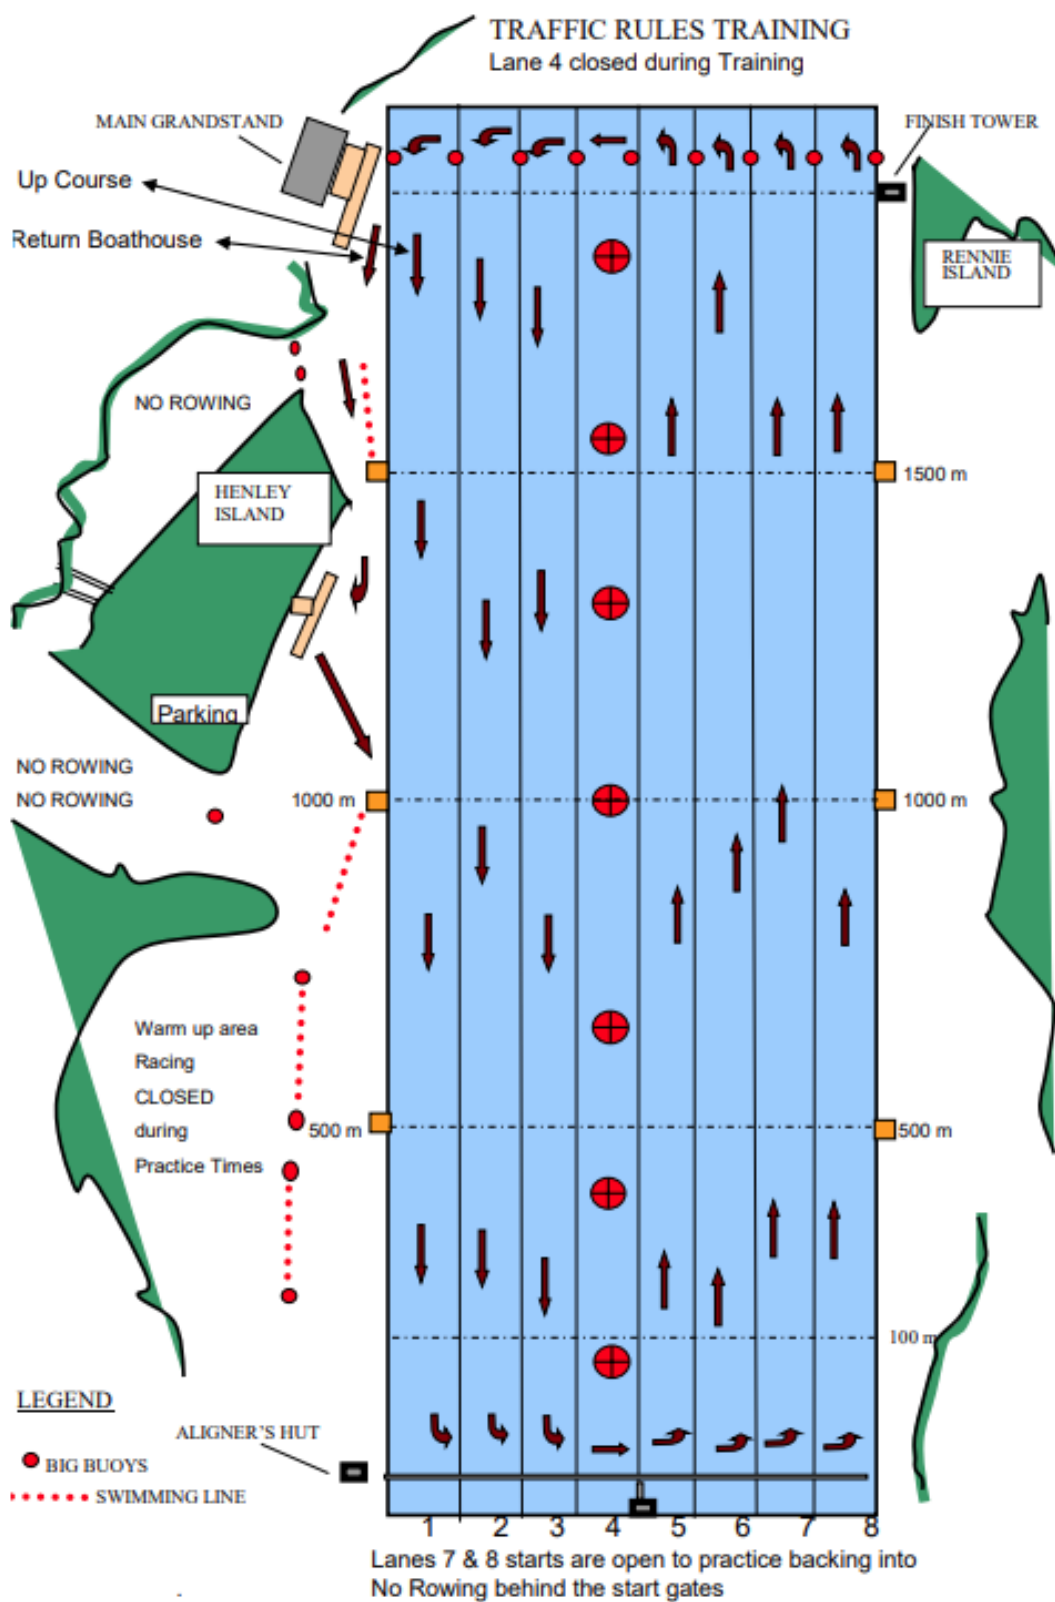 TRAFFIC RULES TRAINING
Lane 4 closed during Training
MAIN GRANDSTAND
FINISH TOWER
Up Course
Return Boathouse
RENNIE
ISLAND
NO ROWING
HENLEY
ISLAND
1500 m
Parking
NO ROWING
NO ROWING
1000 m
1000 m
Warm up area
Racing
CLOSED
during
Practice Times
500 m
500 m
100 m
LEGEND
BIG BUOYS
SWIMMING LINE
ALIGNER'S HUT
1 2 3 4 5 6 7 8
Lanes 7 & 8 starts are open to practice backing into
No Rowing behind the start gates